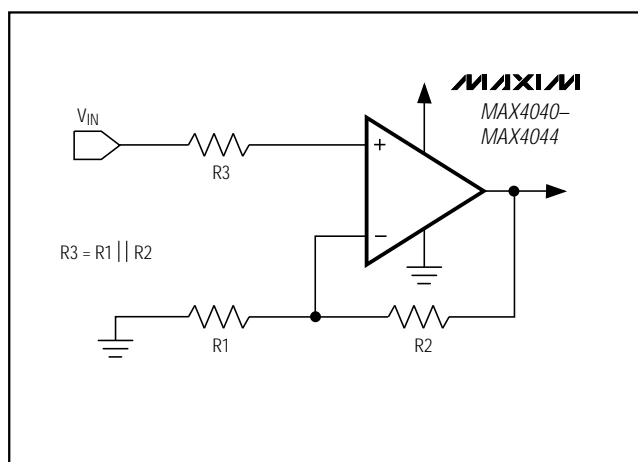 MAXIM
MAX4040–
MAX4044
VIN
R3
+
–
R3 = R1 || R2
R1
R2